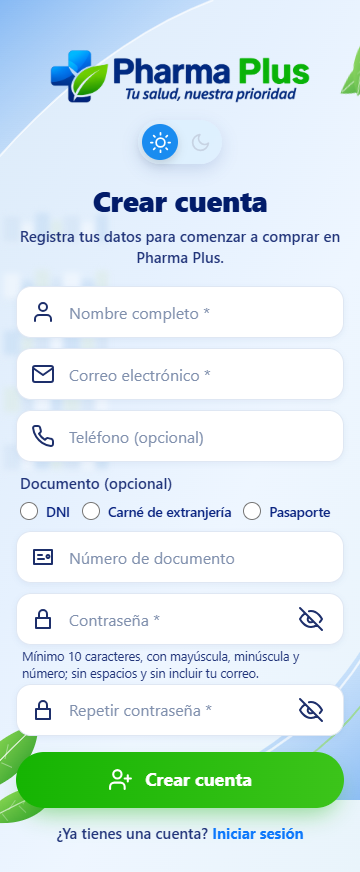 Pharma Plus
Tu salud, nuestra prioridad
Crear cuenta
Registra tus datos para comenzar a comprar en
Pharma Plus.
Nombre completo *
Correo electrónico *
Teléfono (opcional)
Documento (opcional)
DNI Carné de extranjería Pasaporte
Número de documento
Contraseña *
Mínimo 10 caracteres, con mayúscula, minúscula y
número; sin espacios y sin incluir tu correo.
Repetir contraseña *
Crear cuenta
¿Ya tienes una cuenta? Iniciar sesión